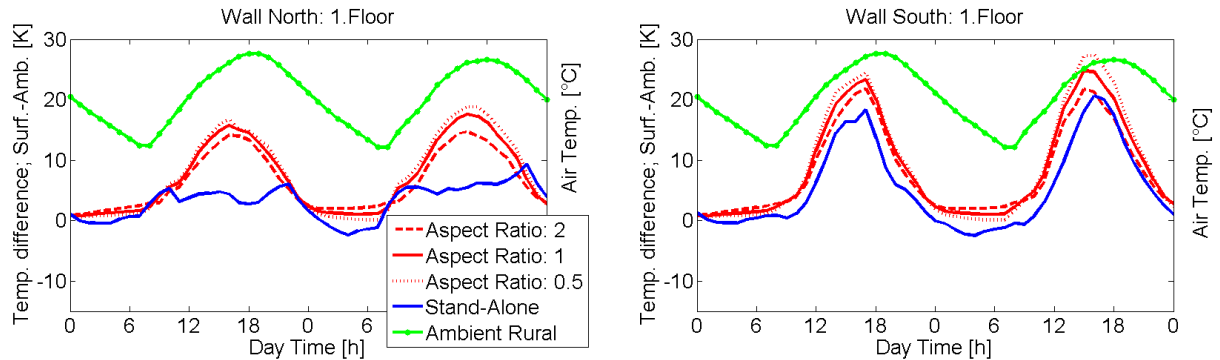 Wall North: 1.Floor
Temp. difference; Surf.-Amb. [K]
30
20
10
0
-10
Air Temp. [°C]
Aspect Ratio: 2
Aspect Ratio: 1
Aspect Ratio: 0.5
Stand-Alone
Ambient Rural
0 6 12 18 0 6
Day Time [h]
Wall South: 1.Floor
Temp. difference; Surf.-Amb. [K]
30
20
10
0
-10
Air Temp. [°C]
0 6 12 18 0 6 12 18 0
Day Time [h]